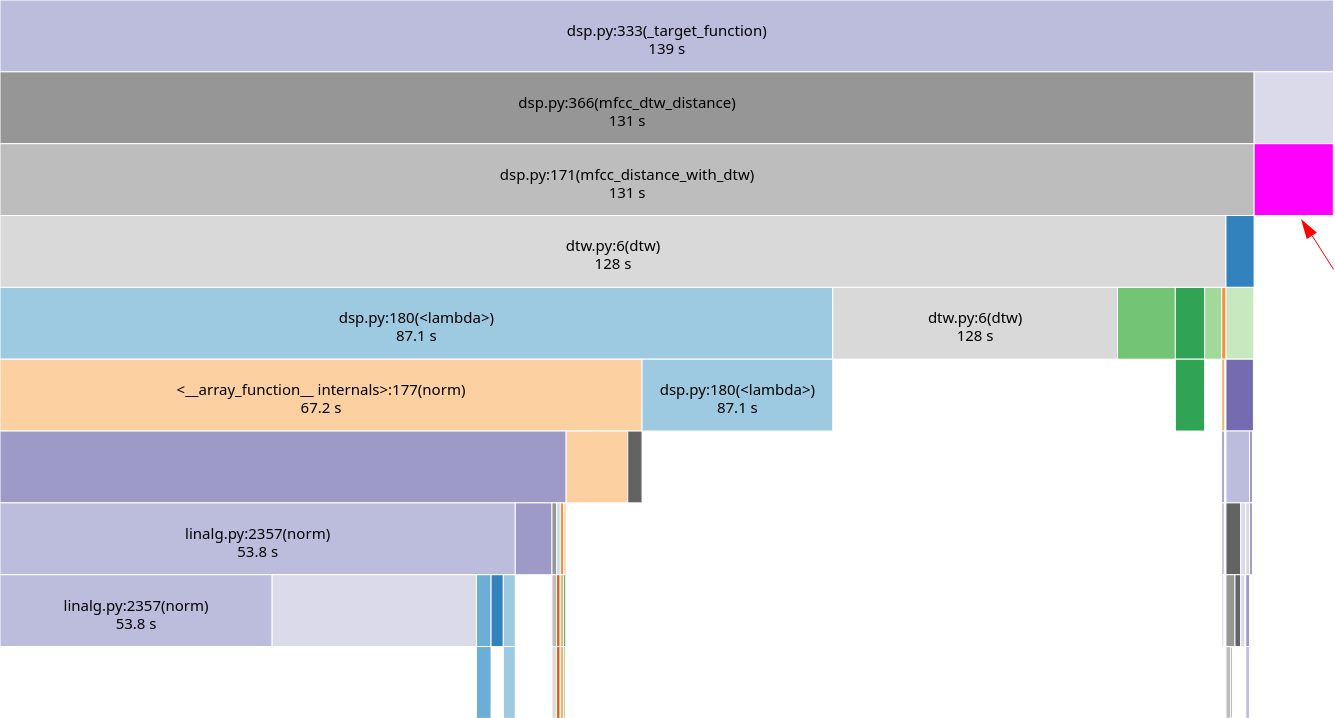 dsp.py:333(_target_function)
139 s
dsp.py:366(mfcc_dtw_distance)
131 s
dsp.py:171(mfcc_distance_with_dtw)
131 s
dtw.py:6(dtw)
128 s
dsp.py:180(<lambda>)
87.1 s
dtw.py:6(dtw)
128 s
<__array_function__ internals>:177(norm)
67.2 s
dsp.py:180(<lambda>)
87.1 s
linalg.py:2357(norm)
53.8 s
linalg.py:2357(norm)
53.8 s